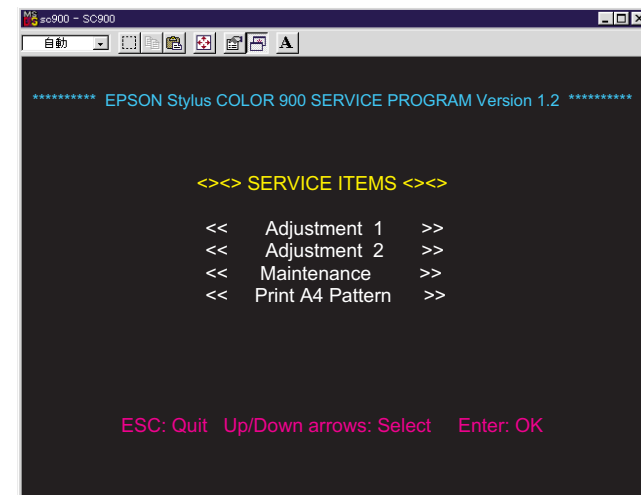 sc900 - SC900
自動
A
********** EPSON Stylus COLOR 900 SERVICE PROGRAM Version 1.2 **********
<><> SERVICE ITEMS <><>
<< Adjustment 1 >>
<< Adjustment 2 >>
<< Maintenance >>
<< Print A4 Pattern >>
ESC: Quit Up/Down arrows: Select Enter: OK